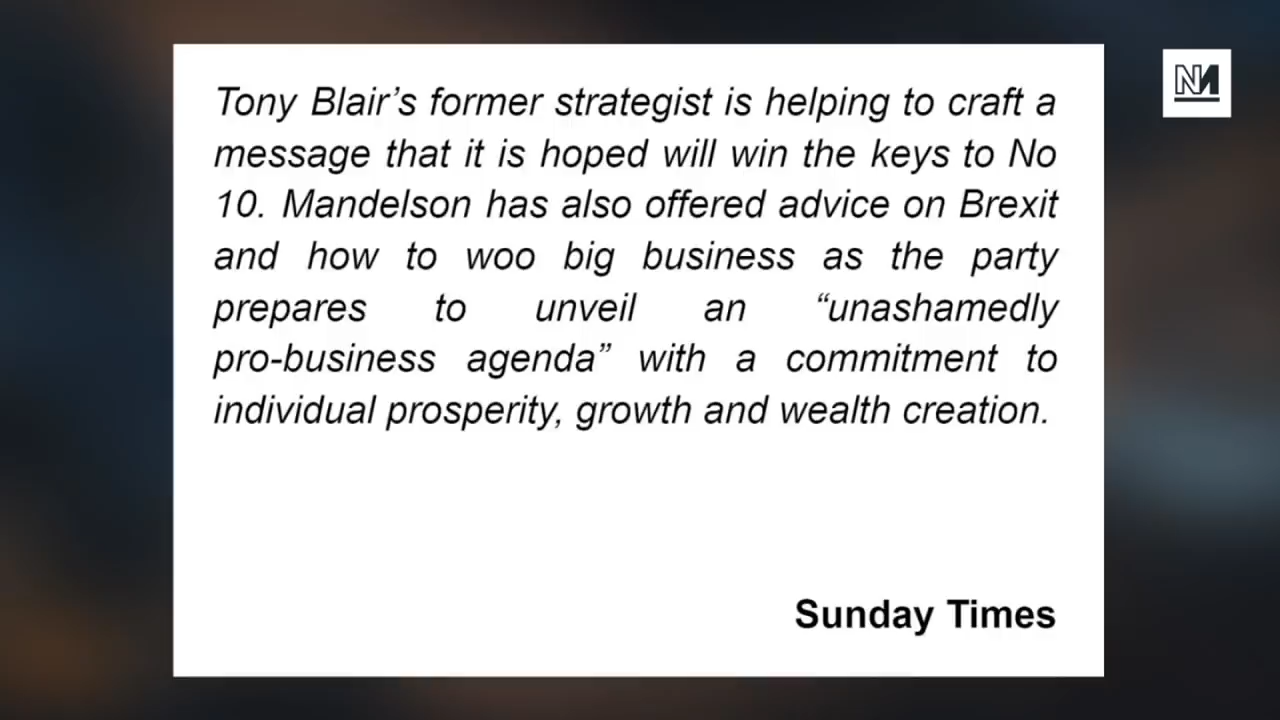 Tony Blair’s former strategist is helping to craft a
message that it is hoped will win the keys to No
10. Mandelson has also offered advice on Brexit
and how to woo big business as the party
prepares to unveil an “unashamedly
pro-business agenda” with a commitment to
individual prosperity, growth and wealth creation.
Sunday Times
NM